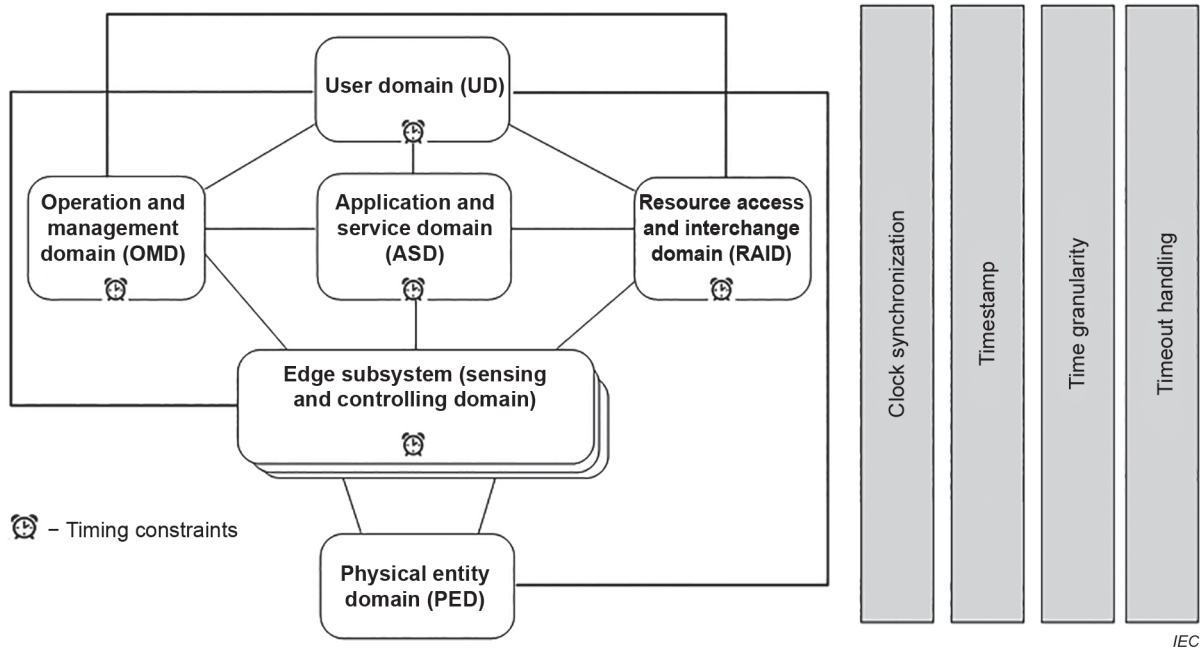 User domain (UD)
Operation and
management
domain (OMD)
Application and
service domain
(ASD)
Resource access
and interchange
domain (RAID)
Edge subsystem (sensing
and controlling domain)
– Timing constraints
Physical entity
domain (PED)
Clock synchronization
Timestamp
Time granularity
Timeout handling
IEC